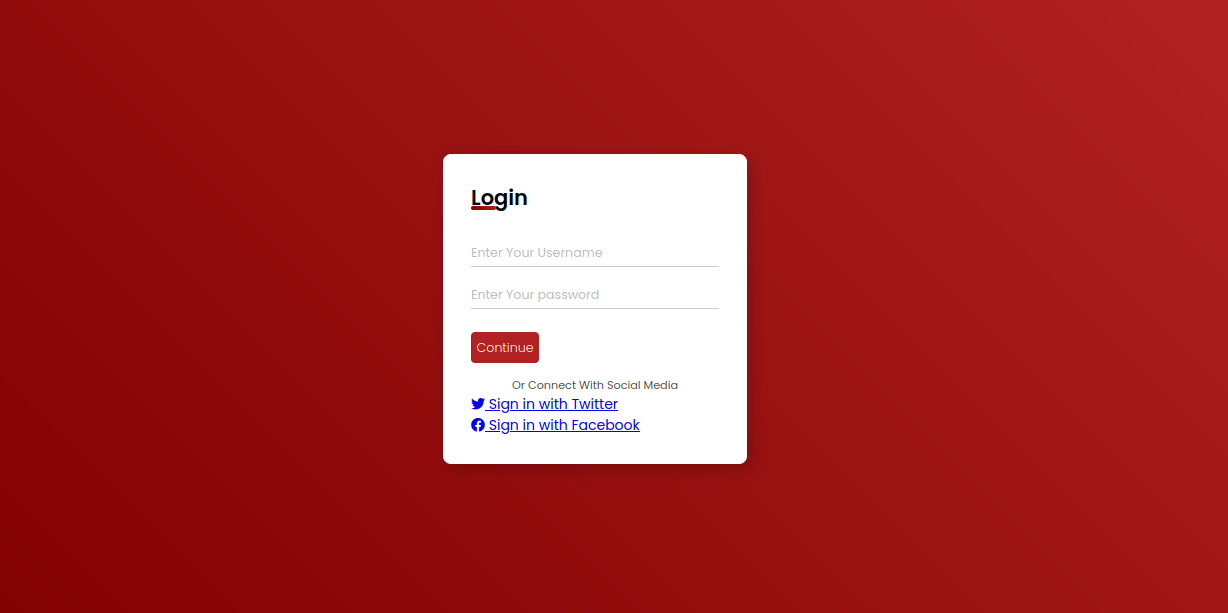 Login
Enter Your Username
Enter Your password
Continue
Or Connect With Social Media
Sign in with Twitter
Sign in with Facebook